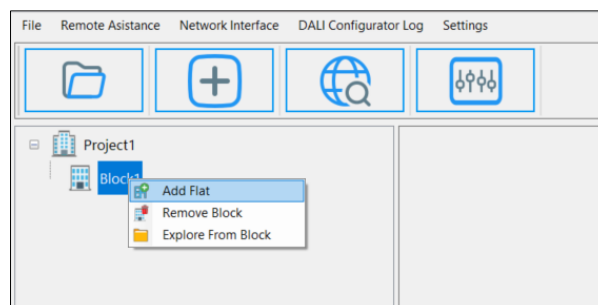 File Remote Asistance Network Interface DALI Configurator Log Settings
Project1
Block1
Add Flat
Remove Block
Explore From Block